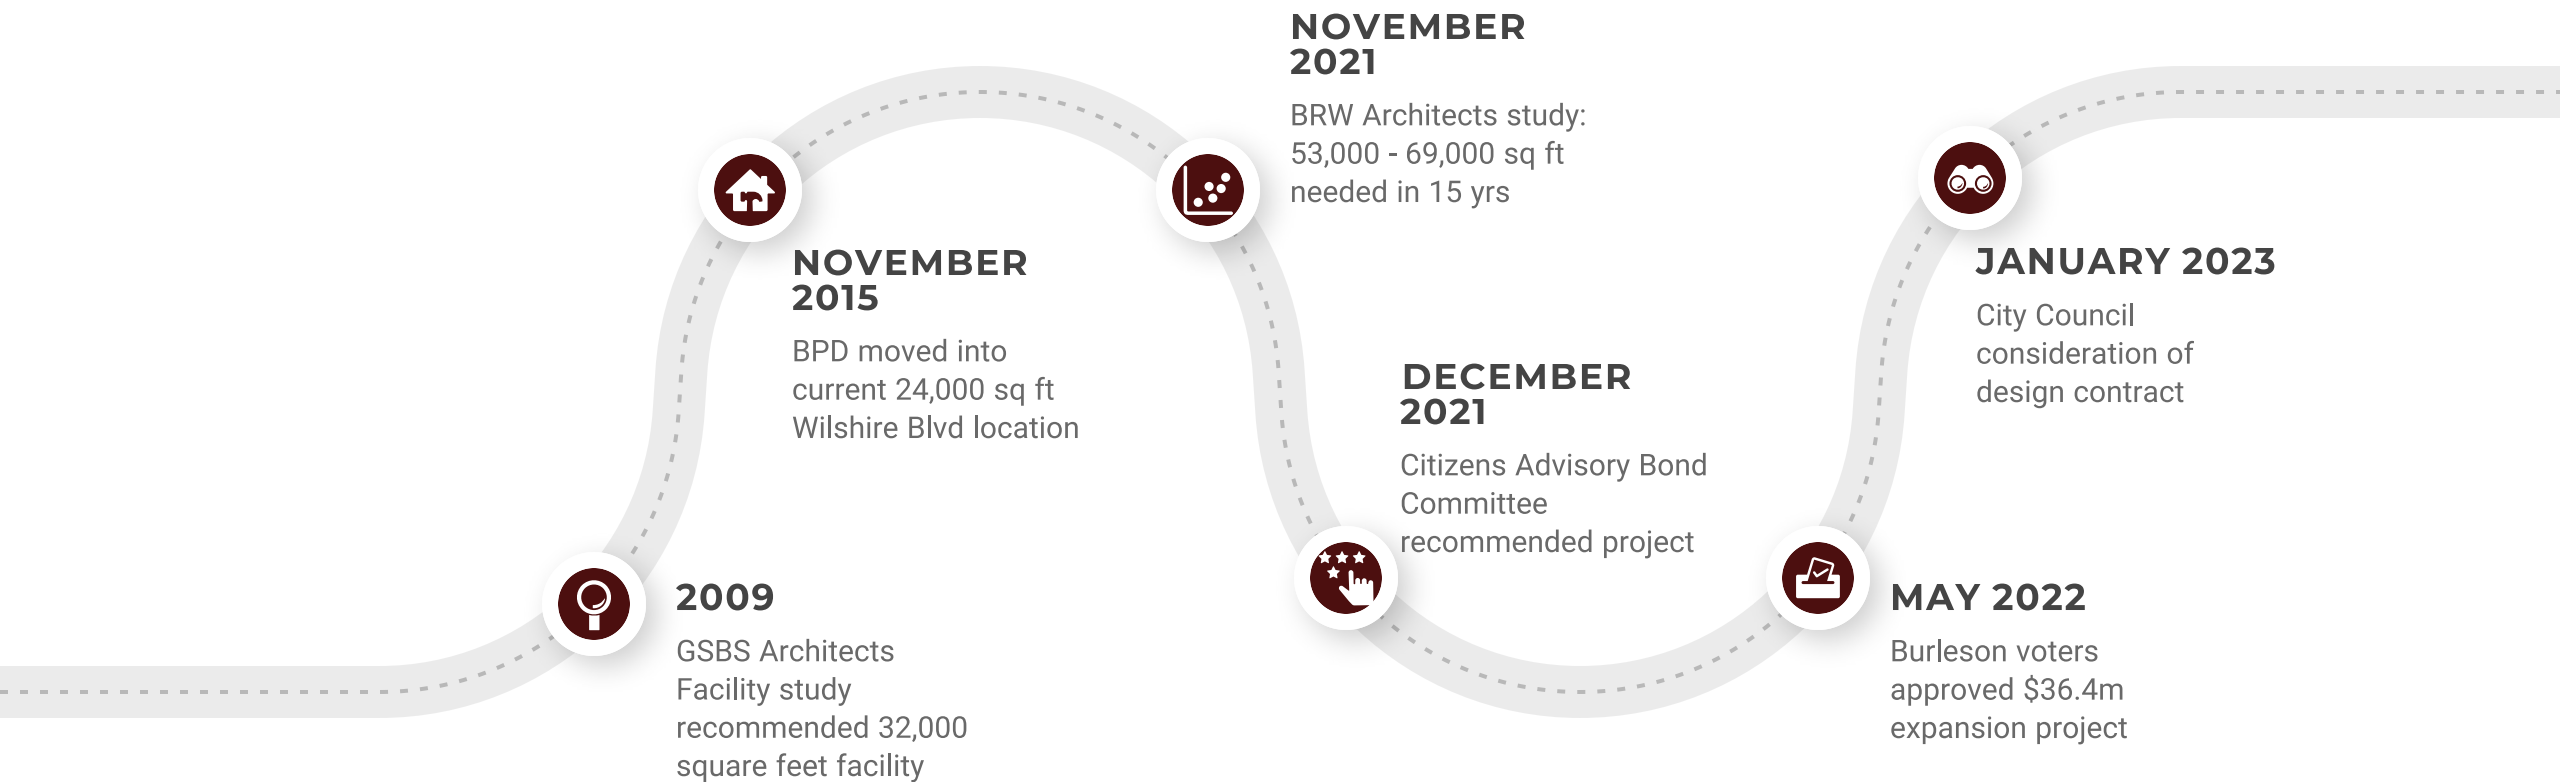 2009
GSBS Architects
Facility study
recommended 32,000
square feet facility
NOVEMBER
2015
BPD moved into
current 24,000 sq ft
Wilshire Blvd location
NOVEMBER
2021
BRW Architects study:
53,000 - 69,000 sq ft
needed in 15 yrs
DECEMBER
2021
Citizens Advisory Bond
Committee
recommended project
MAY 2022
Burleson voters
approved $36.4m
expansion project
JANUARY 2023
City Council
consideration of
design contract